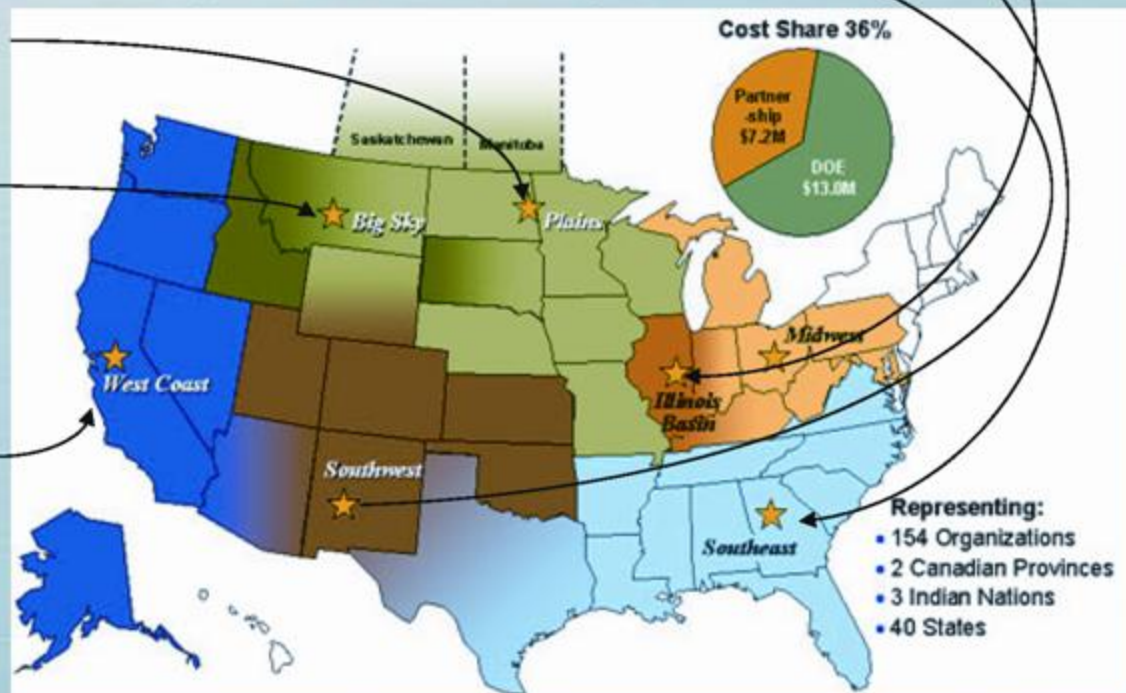 Cost Share 36%
Partner
-ship
$7.2M
DOE
$13.0M
Saskatchewan
Manitoba
Big Sky
Plains
Midwest
West Coast
Illinois
Basin
Southwest
Southeast
Representing:
• 154 Organizations
• 2 Canadian Provinces
• 3 Indian Nations
• 40 States